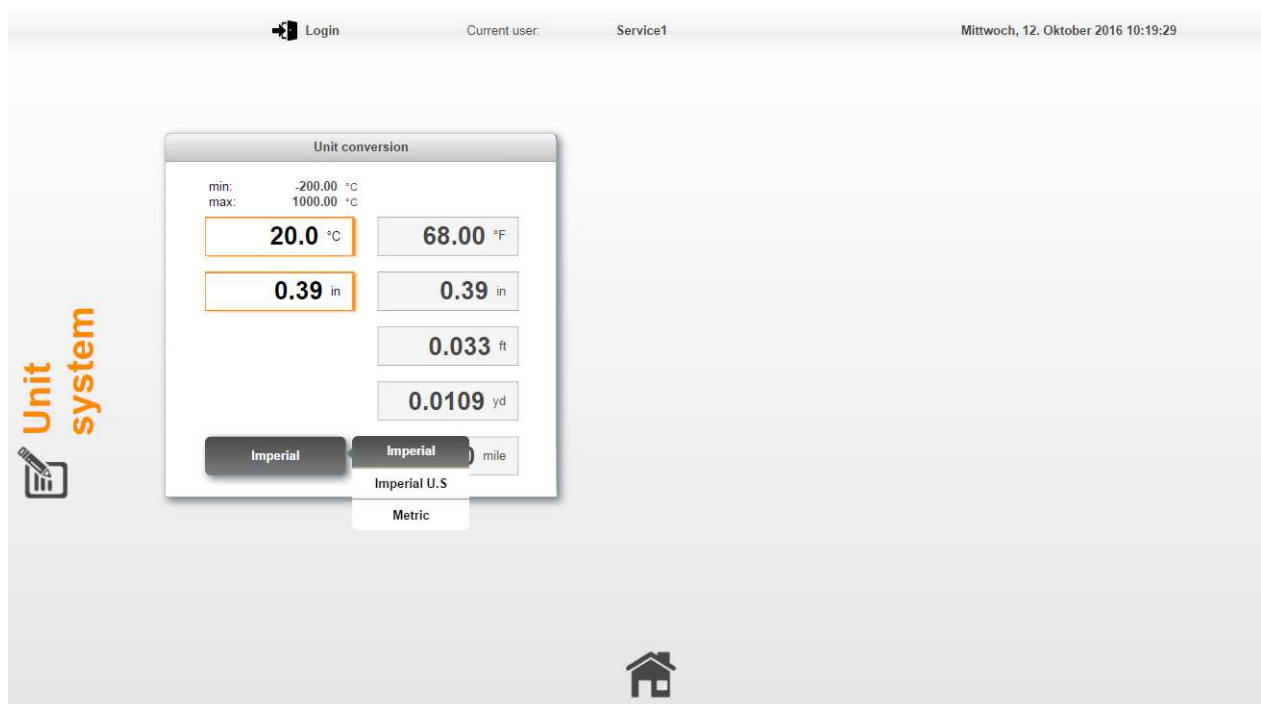 Login Current user: Service1 Mittwoch, 12. Oktober 2016 10:19:29
Unit conversion
min: -200.00 °C
max: 1000.00 °C
20.0 °C 68.00 °F
0.39 in 0.39 in
0.033 ft
0.0109 yd
Imperial Imperial mile
Imperial U.S
Metric
Unit
system